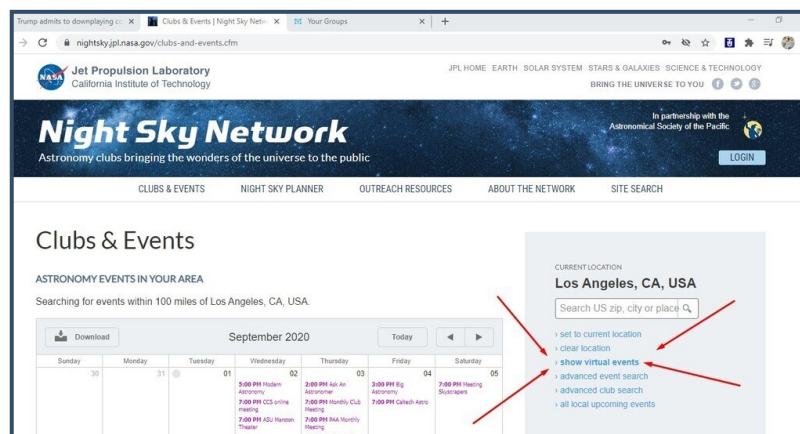 Trump admits to downplaying co
Clubs & Events | Night Sky Netw
Your Groups
nightsky.jpl.nasa.gov/clubs-and-events.cfm
NASA
Jet Propulsion Laboratory
California Institute of Technology
JPL HOME EARTH SOLAR SYSTEM STARS & GALAXIES SCIENCE & TECHNOLOGY
BRING THE UNIVERSE TO YOU
Night Sky Network
Astronomy clubs bringing the wonders of the universe to the public
In partnership with the
Astronomical Society of the Pacific
LOGIN
CLUBS & EVENTS NIGHT SKY PLANNER OUTREACH RESOURCES ABOUT THE NETWORK SITE SEARCH
Clubs & Events
ASTRONOMY EVENTS IN YOUR AREA
Searching for events within 100 miles of Los Angeles, CA, USA.
Download
September 2020
Today
Sunday Monday Tuesday Wednesday Thursday Friday Saturday
30 31 01 02 03 04 05
5:00 PM Modern
Astronomy
7:00 PM CCS online
meeting
7:00 PM ASU Marston
Theater
2:00 PM Ask An
Astronomer
7:00 PM Monthly Club
Meeting
7:00 PM PAA Monthly
Meeting
3:00 PM Big
Astronomy
7:00 PM Caltech Astro
7:00 PM Meeting
Skyscrapers
CURRENT LOCATION
Los Angeles, CA, USA
Search US zip, city or place
› set to current location
› clear location
› show virtual events
› advanced event search
› advanced club search
› all local upcoming events